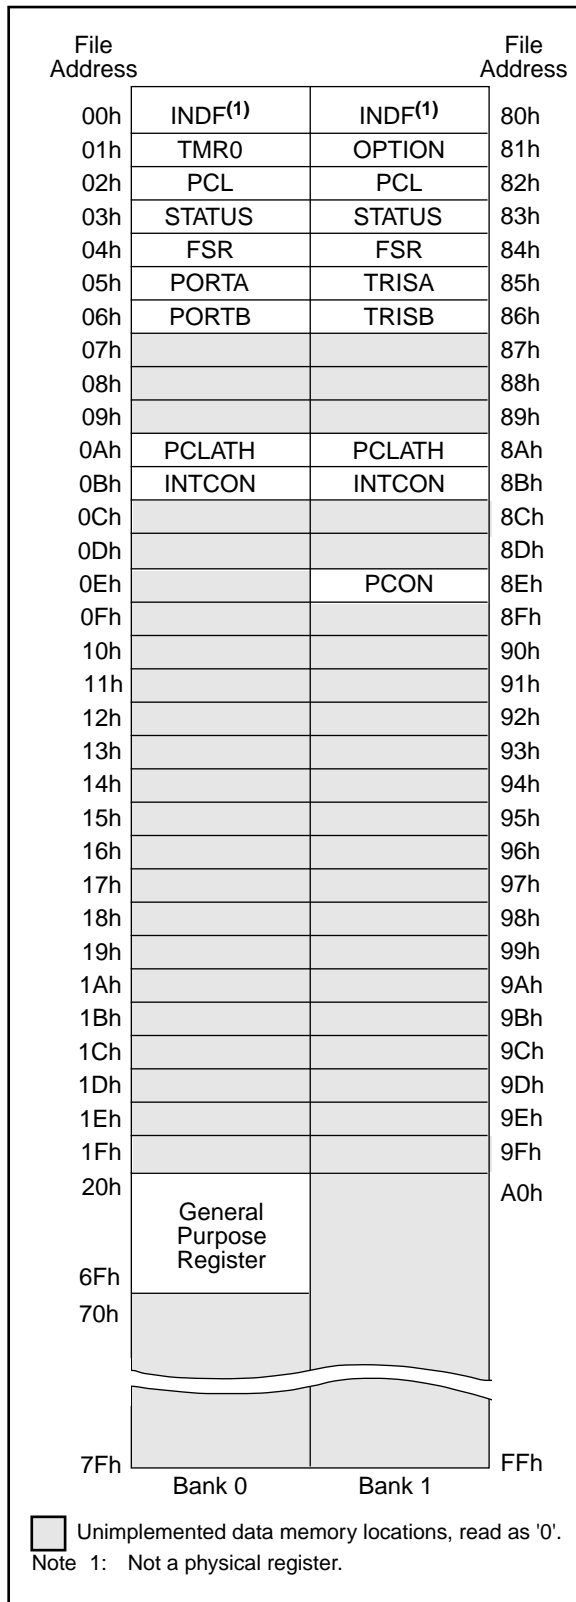 File Address File Address
00h INDF(1) INDF(1) 80h
01h TMR0 OPTION 81h
02h PCL PCL 82h
03h STATUS STATUS 83h
04h FSR FSR 84h
05h PORTA TRISA 85h
06h PORTB TRISB 86h
07h 87h
08h 88h
09h 89h
0Ah PCLATH PCLATH 8Ah
0Bh INTCON INTCON 8Bh
0Ch 8Ch
0Dh 8Dh
0Eh PCON 8Eh
0Fh 8Fh
10h 90h
11h 91h
12h 92h
13h 93h
14h 94h
15h 95h
16h 96h
17h 97h
18h 98h
19h 99h
1Ah 9Ah
1Bh 9Bh
1Ch 9Ch
1Dh 9Dh
1Eh 9Eh
1Fh 9Fh
20h A0h
General
Purpose
Register
6Fh
70h
7Fh FFh
Bank 0 Bank 1
Unimplemented data memory locations, read as '0'.
Note 1: Not a physical register.